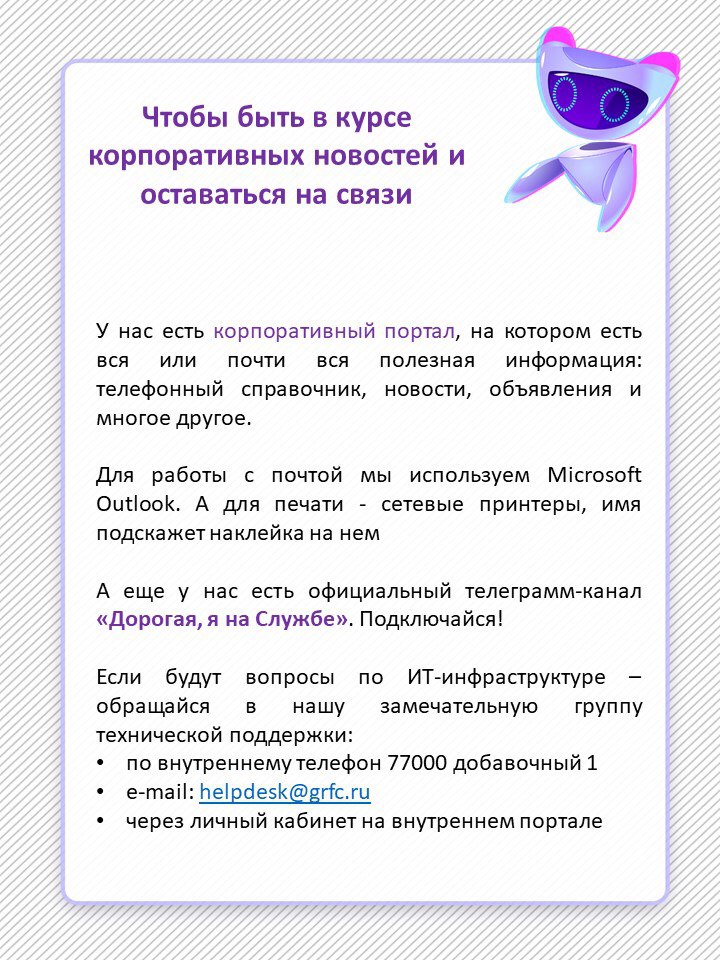 Чтобы быть в курсе
корпоративных новостей и
оставаться на связи
У нас есть корпоративный портал, на котором есть
вся или почти вся полезная информация:
телефонный справочник, новости, объявления и
многое другое.
Для работы с почтой мы используем Microsoft
Outlook. А для печати - сетевые принтеры, имя
подскажет наклейка на нем
А еще у нас есть официальный телеграмм-канал
«Дорогая, я на Службе». Подключайся!
Если будут вопросы по ИТ-инфраструктуре –
обращайся в нашу замечательную группу
технической поддержки:
• по внутреннему телефон 77000 добавочный 1
• e-mail: helpdesk@grfc.ru
• через личный кабинет на внутреннем портале